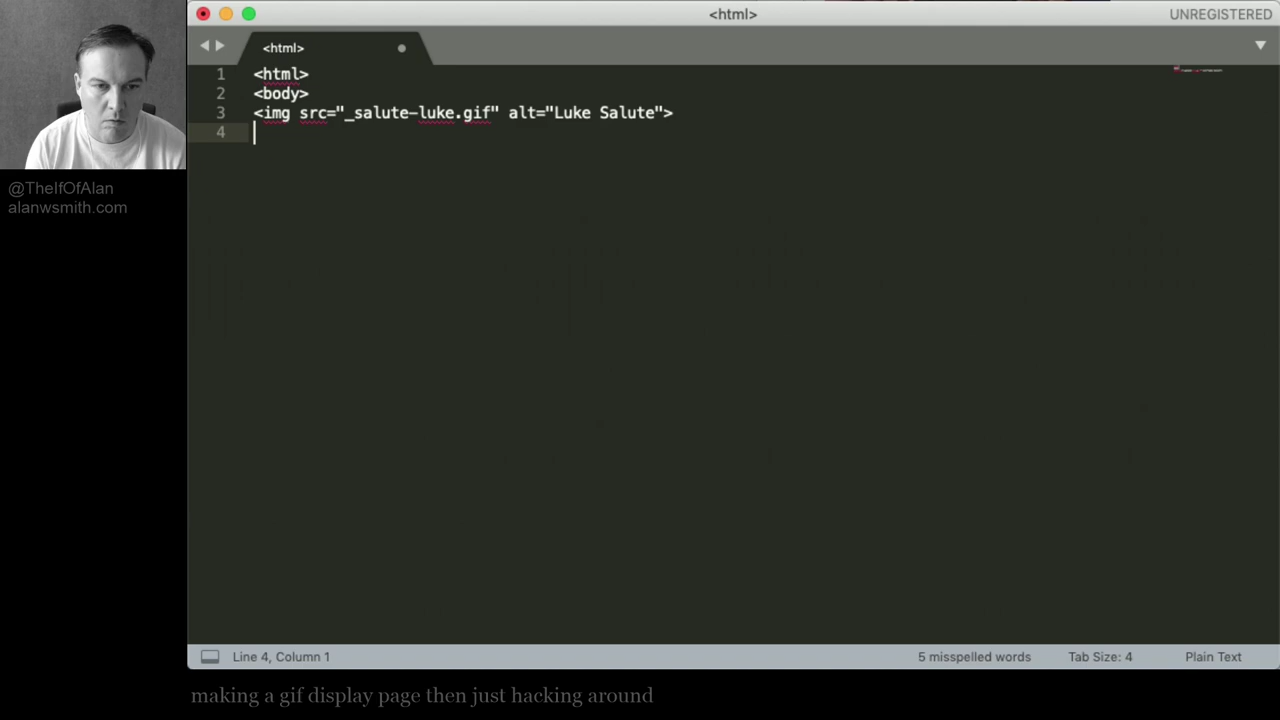 <html>
UNREGISTERED
<html>
1 <html>
2 <body>
3 <img src="_salute-luke.gif" alt="Luke Salute">
4
@TheIfOfAlan
alanwsmith.com
Line 4, Column 1
5 misspelled words
Tab Size: 4
Plain Text
making a gif display page then just hacking around